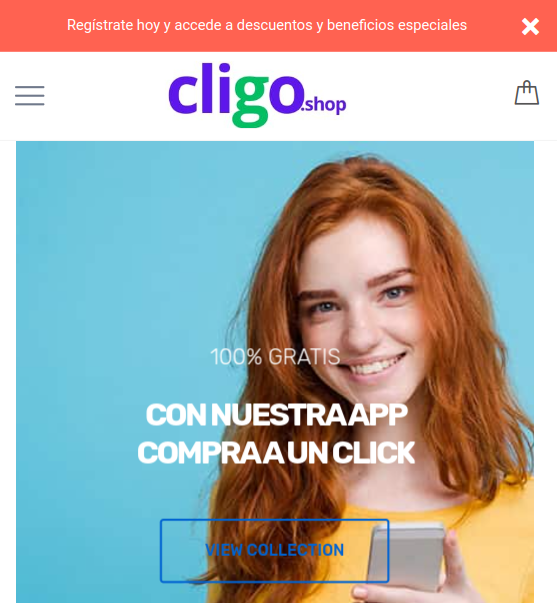 Regístrate hoy y accede a descuentos y beneficios especiales
cligo.shop
100% GRATIS
CON NUESTRA APP
COMPRA A UN CLICK
VIEW COLLECTION